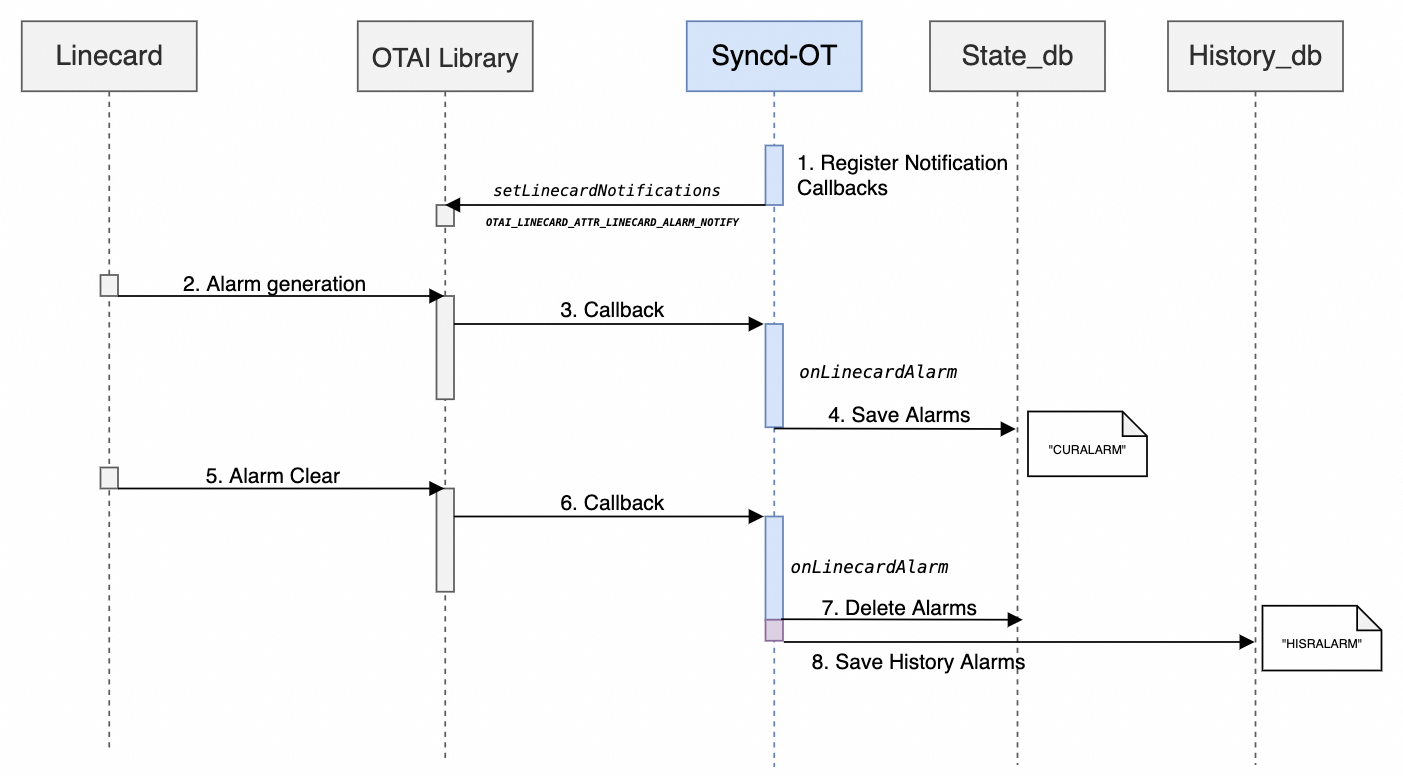 Linecard
OTAI Library
Syncd-OT
State_db
History_db
1. Register Notification
Callbacks
setLinecardNotifications
OTAI_LINECARD_ATTR_LINECARD_ALARM_NOTIFY
2. Alarm generation
3. Callback
onLinecardAlarm
4. Save Alarms
"CURALARM"
5. Alarm Clear
6. Callback
onLinecardAlarm
7. Delete Alarms
"HISRALARM"
8. Save History Alarms